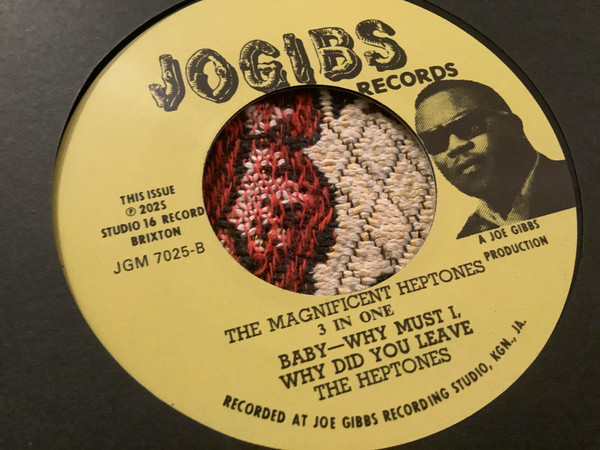 JOGIBS
RECORDS
THIS ISSUE
℗ 2025
STUDIO 16 RECORD
BRIXTON
JGM 7025-B
A JOE GIBBS
PRODUCTION
THE MAGNIFICENT HEPTONES
3 IN ONE
BABY—WHY MUST I,
WHY DID YOU LEAVE
THE HEPTONES
RECORDED AT JOE GIBBS RECORDING STUDIO, KGN., JA.